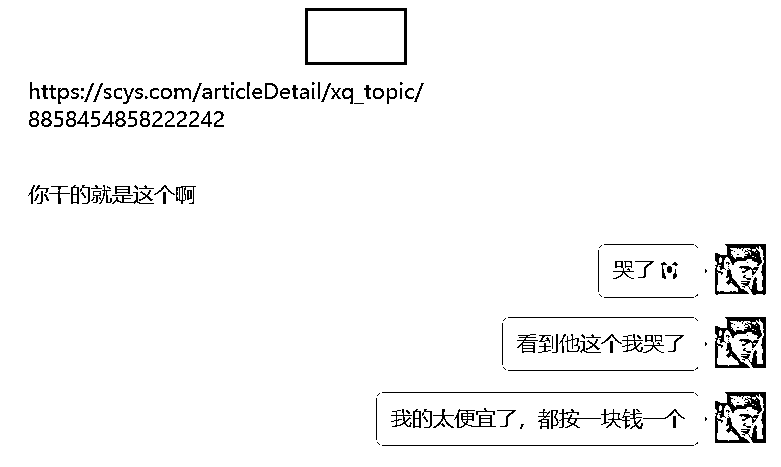 https://scys.com/articleDetail/xq_topic/
8858454858222242
你干的就是这个啊
哭了
看到他这个我哭了
我的太便宜了，都按一块钱一个